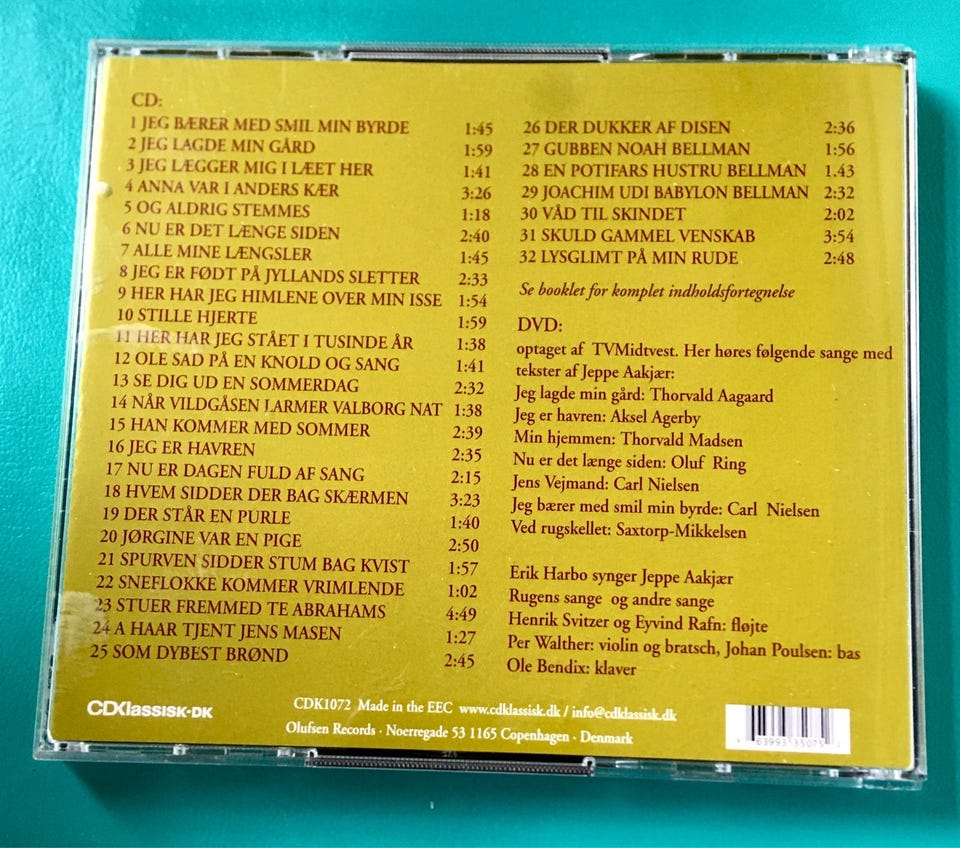 CD:
1 JEG BÆRER MED SMIL MIN BYRDE 1:45
2 JEG LAGDE MIN GÅRD 1:59
3 JEG LÆGGER MIG I LÆET HER 1:41
4 ANNA VAR I ANDERS KÆR 3:26
5 OG ALDRIG STEMMES 1:18
6 NU ER DET LÆNGE SIDEN 2:40
7 ALLE MINE LÆNGSLER 1:45
8 JEG ER FØDT PÅ JYLLANDS SLETTER 2:33
9 HER HAR JEG HIMLENE OVER MIN ISSE 1:54
10 STILLE HJERTE 1:59
11 HER HAR JEG STÅET I TUSINDE ÅR 1:38
12 OLE SAD PÅ EN KNOLD OG SANG 1:41
13 SE DIG UD EN SOMMERDAG 2:32
14 NÅR VILDGÅSEN LARMER VALBORG NAT 1:38
15 HAN KOMMER MED SOMMER 2:39
16 JEG ER HAVREN 2:35
17 NU ER DAGEN FULD AF SANG 2:15
18 HVEM SIDDER DER BAG SKÆRMEN 3:23
19 DER STÅR EN PURLE 1:40
20 JØRGINE VAR EN PIGE 2:50
21 SPURVEN SIDDER STUM BAG KVIST 1:57
22 SNEFLOKKE KOMMER VRIMLENDE 1:02
23 STUER FREMMED TE ABRAHAMS 4:49
24 A HAAR TJENT JENS MASEN 1:27
25 SOM DYBEST BRØND 2:45
26 DER DUKKER AF DISEN 2:36
27 GUBBEN NOAH BELLMAN 1:56
28 EN POTIFARS HUSTRU BELLMAN 1.43
29 JOACHIM UDI BABYLON BELLMAN 2:32
30 VÅD TIL SKINDET 2:02
31 SKULD GAMMEL VENSKAB 3:54
32 LYSGLIMT PÅ MIN RUDE 2:48
Se booklet for komplet indholdsfortegnelse
DVD:
optaget af TVMidtvest. Her høres følgende sange med
tekster af Jeppe Aakjær:
Jeg lagde min gård: Thorvald Aagaard
Jeg er havren: Aksel Agerby
Min hjemmen: Thorvald Madsen
Nu er det længe siden: Oluf Ring
Jens Vejmand: Carl Nielsen
Jeg bærer med smil min byrde: Carl Nielsen
Ved rugskellet: Saxtorp-Mikkelsen
Erik Harbo synger Jeppe Aakjær
Rugens sange og andre sange
Henrik Svitzer og Eyvind Rafn: fløjte
Per Walther: violin og bratsch, Johan Poulsen: bas
Ole Bendix: klaver
CDKlassisk·DK
CDK1072 Made in the EEC www.cdklassisk.dk / info@cdklassisk.dk
Olufsen Records · Noerregade 53 1165 Copenhagen · Denmark
63993 35075